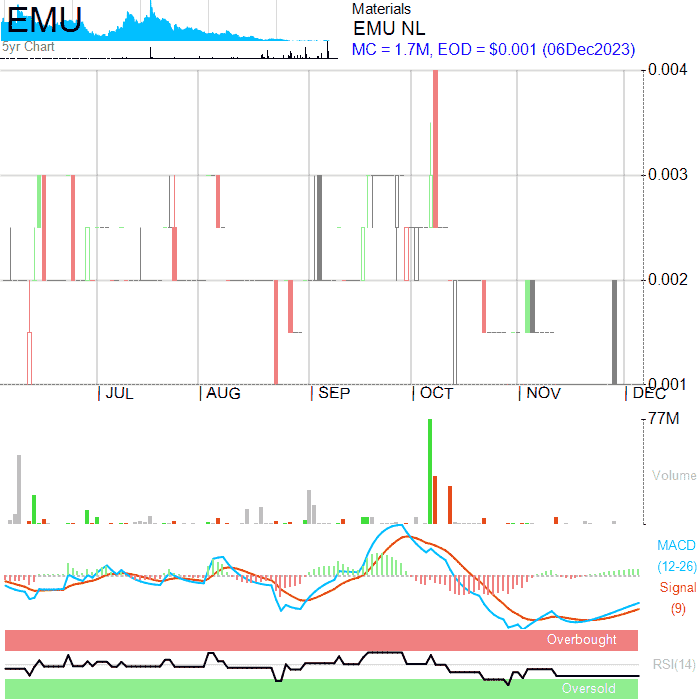 EMU
5yr Chart
Materials
EMU NL
MC = 1.7M, EOD = $0.001 (06Dec2023)
0.004
0.003
0.002
0.001
JUL
AUG
SEP
OCT
NOV
DEC
77M
Volume
MACD
(12-26)
Signal
(9)
Overbought
RSI(14)
Oversold